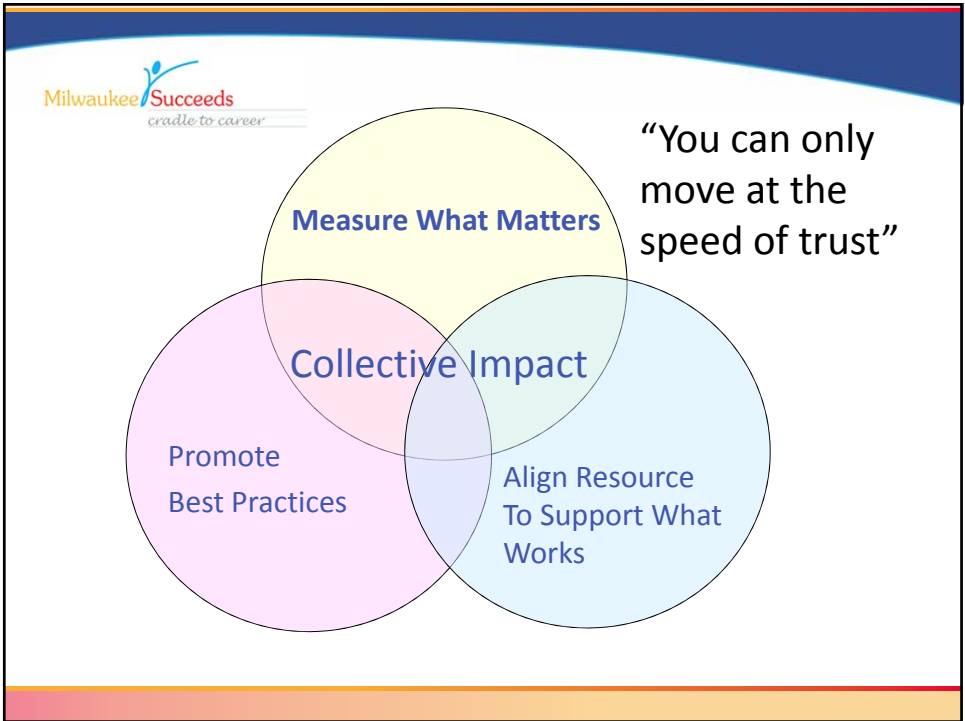 Milwaukee Succeeds
cradle to career
“You can only
move at the
speed of trust”
Measure What Matters
Collective Impact
Promote
Best Practices
Align Resource
To Support What
Works